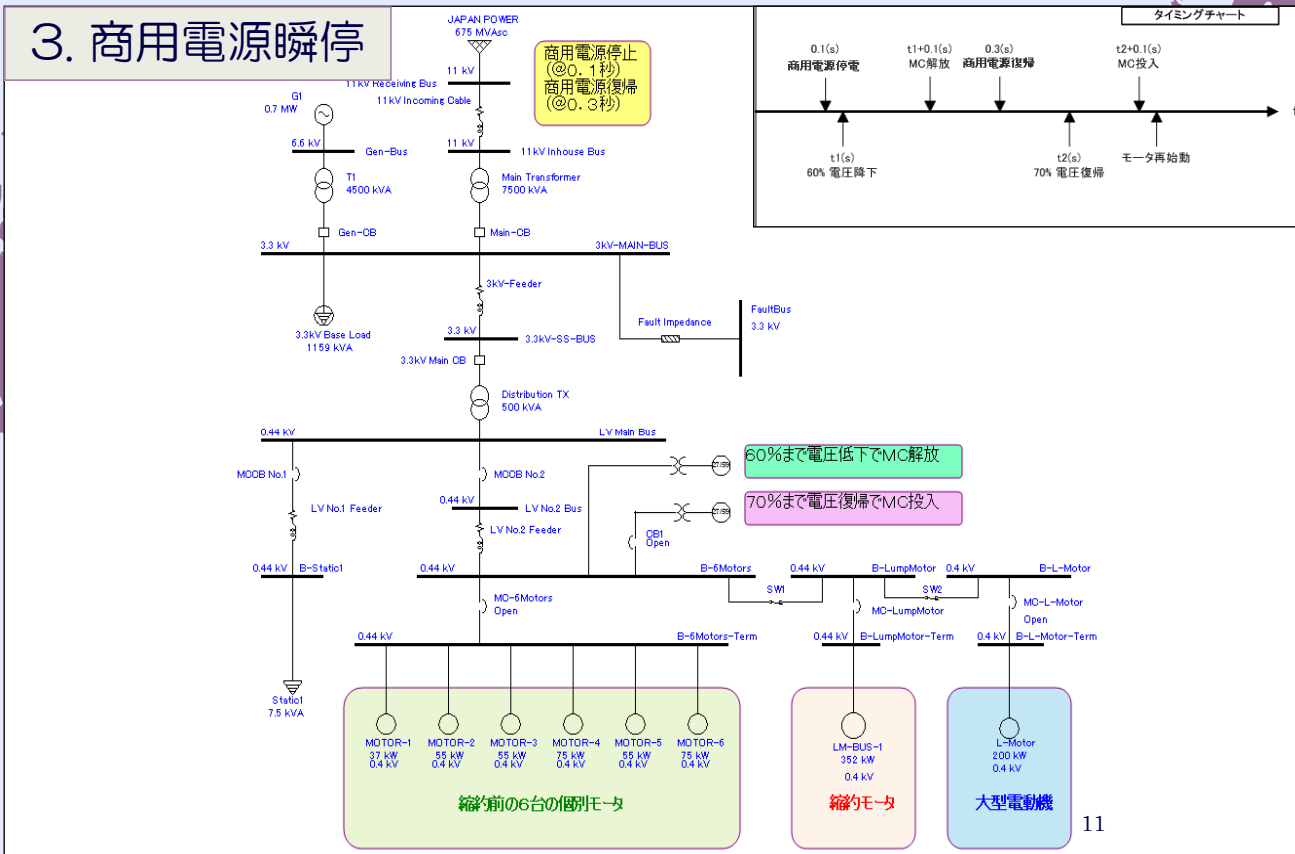 3. 商用電源瞬停
JAPAN POWER
675 MVAsc
商用電源停止
(@0.1秒)
商用電源復帰
(@0.3秒)
タイミングチャート
0.1(s)
商用電源停電
t1+0.1(s)
MC解放
0.3(s)
商用電源復帰
t2+0.1(s)
MC投入
t
t1(s)
60% 電圧降下
t2(s)
70% 電圧復帰
モータ再始動
11 kV
11kV Receiving Bus
11kV Incoming Cable
G1
0.7 MW
6.6 kV
Gen-Bus
11 kV
11kV Inhouse Bus
T1
4500 kVA
Main Transformer
7500 kVA
Gen-CB
Main-CB
3.3 kV
3kV-MAIN-BUS
3kV-Feeder
3.3kV Base Load
1159 kVA
3.3 kV
3.3kV-SS-BUS
Fault Impedance
FaultBus
3.3 kV
3.3kV Main CB
Distribution TX
500 kVA
0.44 kV
LV Main Bus
MCCB No.1
MCCB No.2
27/59
60%まで電圧低下でMC解放
0.44 kV
LV No.2 Bus
27/59
70%まで電圧復帰でMC投入
LV No.1 Feeder
LV No.2 Feeder
CB1
Open
0.44 kV
B-Static1
0.44 kV
B-6Motors
0.44 kV
B-LumpMotor
0.4 kV
B-L-Motor
SW1
SW2
MC-6Motors
Open
MC-LumpMotor
MC-L-Motor
Open
0.44 kV
B-6Motors-Term
0.44 kV
B-LumpMotor-Term
0.4 kV
B-L-Motor-Term
Static1
7.5 kVA
MOTOR-1
37 kW
0.4 kV
MOTOR-2
55 kW
0.4 kV
MOTOR-3
55 kW
0.4 kV
MOTOR-4
75 kW
0.4 kV
MOTOR-5
55 kW
0.4 kV
MOTOR-6
75 kW
0.4 kV
LM-BUS-1
352 kW
0.4 kV
L-Motor
200 kW
0.4 kV
縮約前の6台の個別モータ
縮約モータ
大型電動機
11